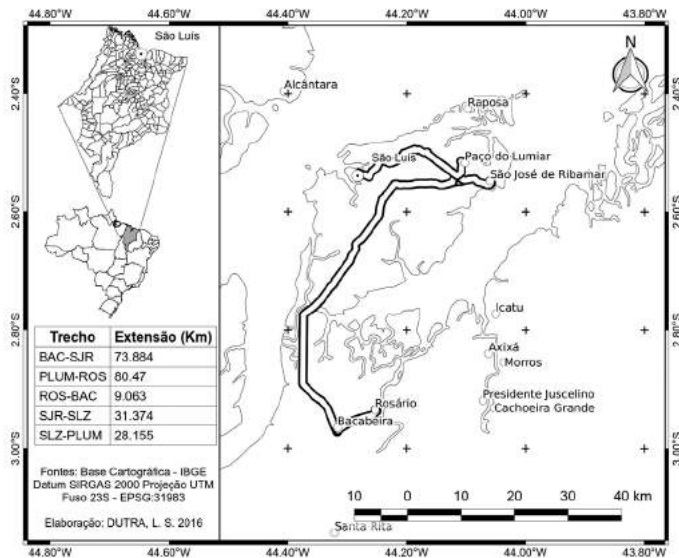 44.80°W 44.60°W 44.40°W 44.20°W 44.00°W 43.80°W
São Luís
N
2.40°S
Alcântara
2.40°S
Raposa
São Luís
Paço do Lumiar
São José de Ribamar
2.60°S
2.60°S
Icatu
2.80°S
2.80°S
Axixá
Morros
Presidente Juscelino
Cachoeira Grande
Rosário
Bacabeira
3.00°S
3.00°S
Trecho Extensão (Km)
BAC-SJR 73.884
PLUM-ROS 80.47
ROS-BAC 9.063
SJR-SLZ 31.374
SLZ-PLUM 28.155
Fontes: Base Cartográfica - IBGE
Datum SIRGAS 2000 Projeção UTM
Fuso 23S - EPSG:31983
Elaboração: DUTRA, L. S. 2016
10 0 10 20 30 40 km
Santa Rita
44.80°W 44.60°W 44.40°W 44.20°W 44.00°W 43.80°W